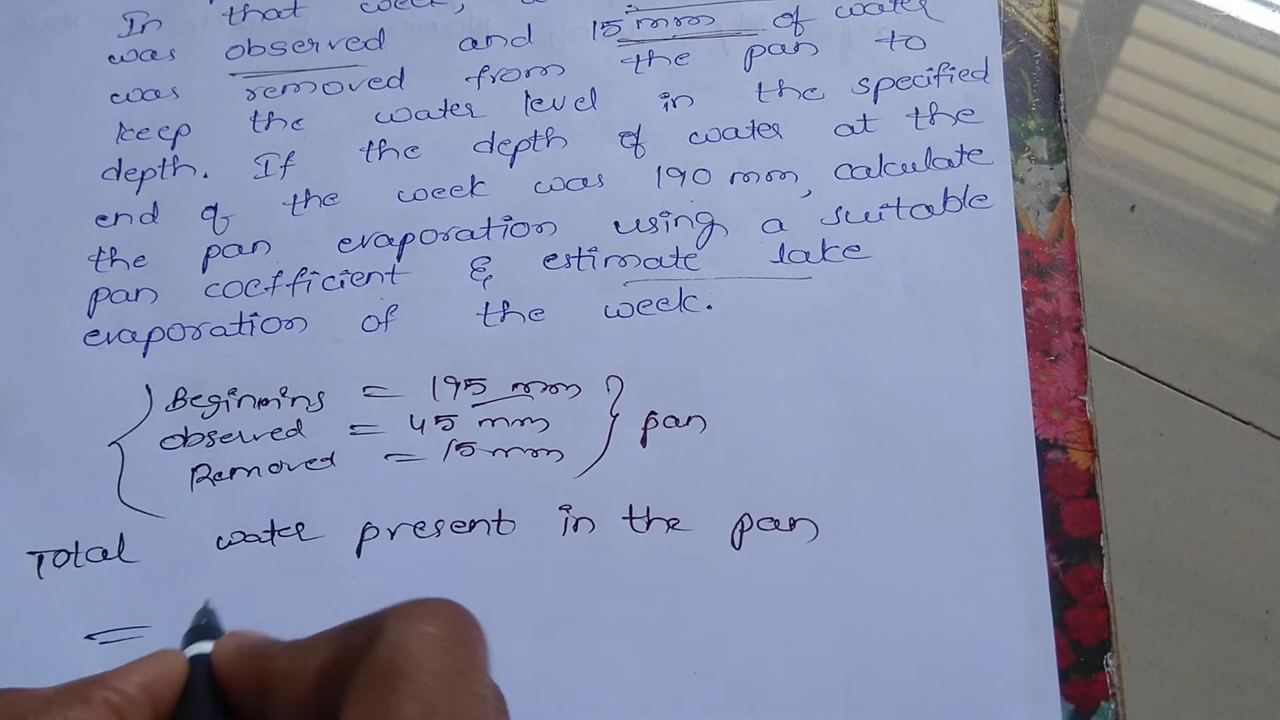 In that week,
was observed and 15 mm of water
was removed from the pan to
keep the water level in the specified
depth. If the depth of water at the
end of the week was 190 mm, calculate
the pan evaporation using a suitable
pan coefficient & estimate lake
evaporation of the week.
Beginning = 195 mm
observed = 45 mm
Removed = 15 mm
pan
Total water present in the pan
=